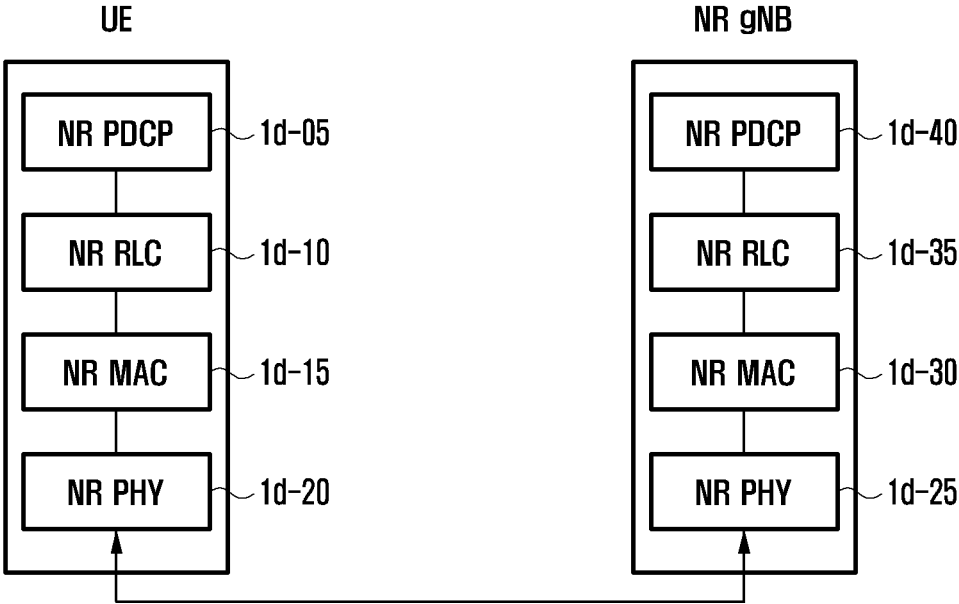 UE NR gNB
NR PDCP 1d-05 NR PDCP 1d-40
NR RLC 1d-10 NR RLC 1d-35
NR MAC 1d-15 NR MAC 1d-30
NR PHY 1d-20 NR PHY 1d-25